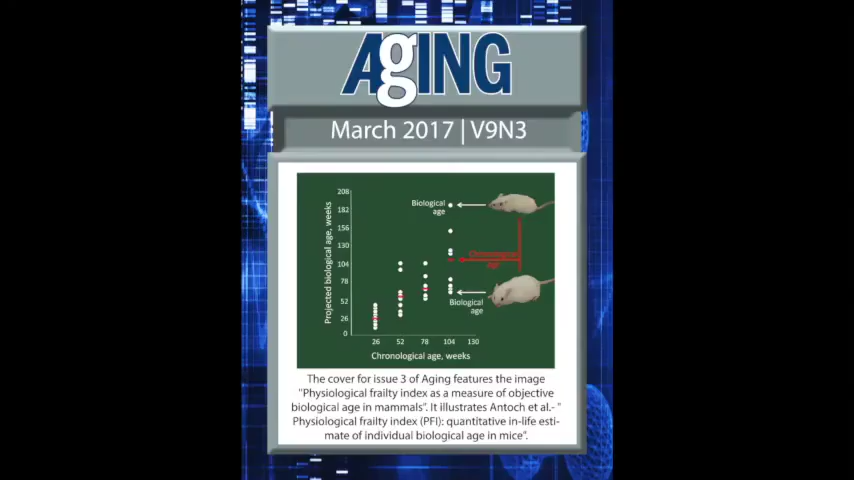 AgING
March 2017 | V9N3
Projected biological age, weeks
208
182
156
130
104
78
52
26
0
Biological
age
Chronological
age
Biological
age
26 52 78 104 130
Chronological age, weeks
The cover for issue 3 of Aging features the image
"Physiological frailty index as a measure of objective
biological age in mammals". It illustrates Antoch et al.- "
Physiological frailty index (PFI): quantitative in-life esti-
mate of individual biological age in mice".